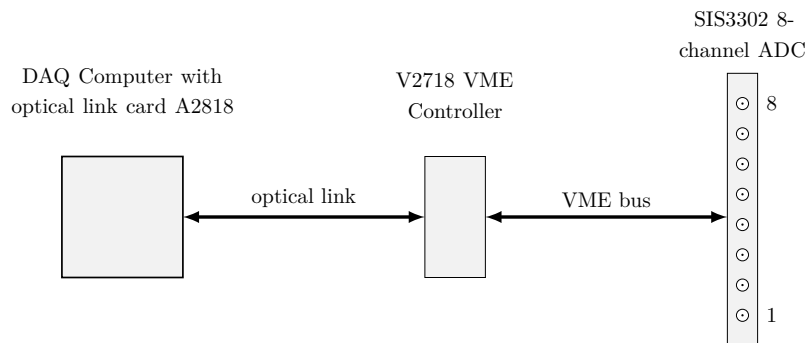 SIS3302 8-
channel ADC
DAQ Computer with
optical link card A2818
V2718 VME
Controller
8
optical link
VME bus
1